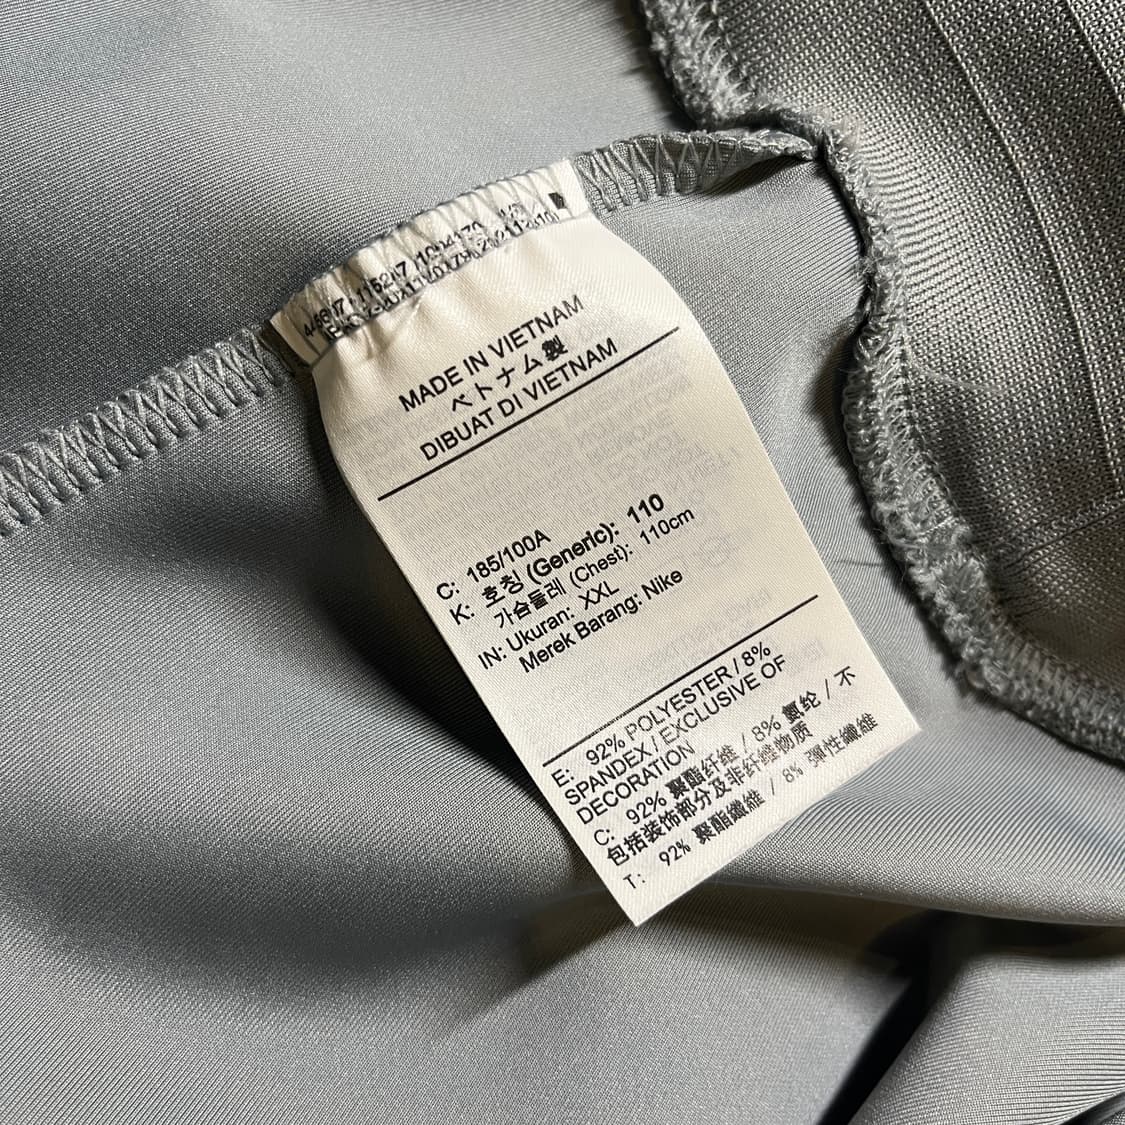 MADE IN VIETNAM
ベトナム製
DIBUAT DI VIETNAM
C: 185/100A
K: 호칭 (Generic): 110
가슴둘레 (Chest): 110cm
IN: Ukuran: XXL
Merek Barang: Nike
E: 92% POLYESTER / 8%
SPANDEX / EXCLUSIVE OF
DECORATION
C: 92% 聚酯纤维 / 8% 氨纶 / 不
包括装饰部分及非纤维物质
T: 92% 聚酯纖維 / 8% 彈性纖維